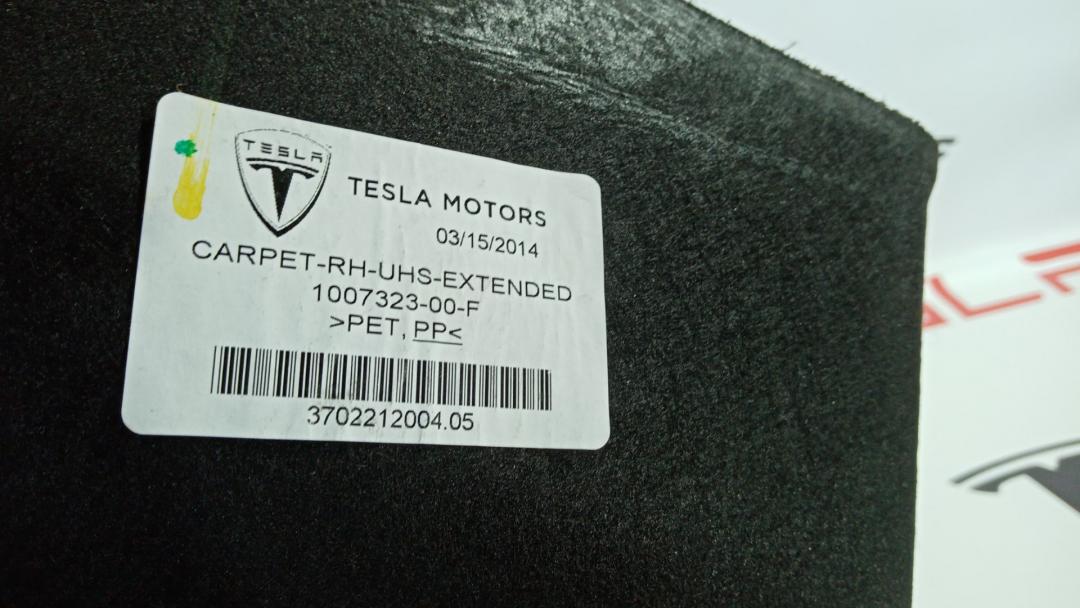 TESLA
TESLA MOTORS
03/15/2014
CARPET-RH-UHS-EXTENDED
1007323-00-F
>PET, PP<
3702212004.05